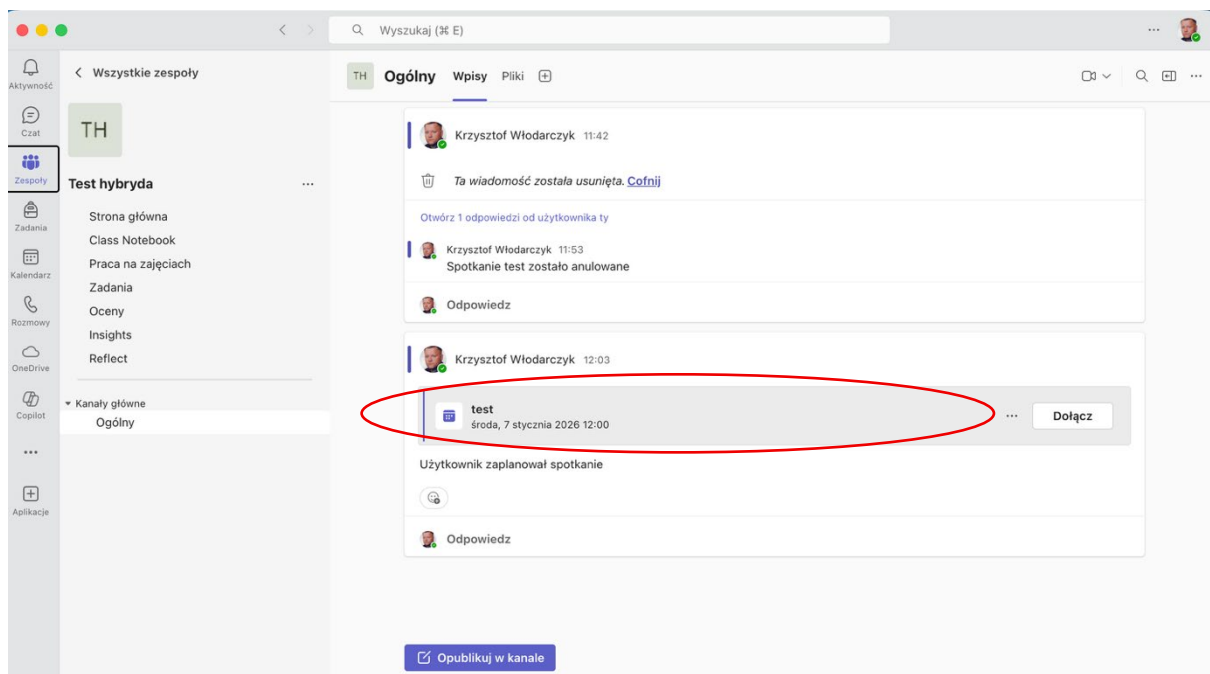 Wyszukaj (⌘ E)
Aktywność
Czat
Zespoły
Zadania
Kalendarz
Rozmowy
OneDrive
Copilot
Aplikacje
Wszystkie zespoły
TH
Test hybryda
Strona główna
Class Notebook
Praca na zajęciach
Zadania
Oceny
Insights
Reflect
Kanały główne
Ogólny
TH Ogólny Wpisy Pliki
Krzysztof Włodarczyk 11:42
Ta wiadomość została usunięta. Cofnij
Otwórz 1 odpowiedzi od użytkownika ty
Krzysztof Włodarczyk 11:53
Spotkanie test zostało anulowane
Odpowiedz
Krzysztof Włodarczyk 12:03
test
środa, 7 stycznia 2026 12:00
Dołącz
Użytkownik zaplanował spotkanie
Odpowiedz
Opublikuj w kanale